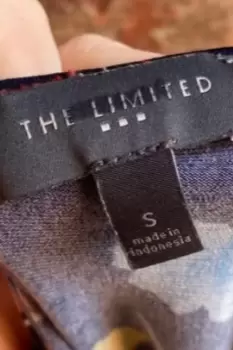 THE LIMITED
S
made in
indonesia